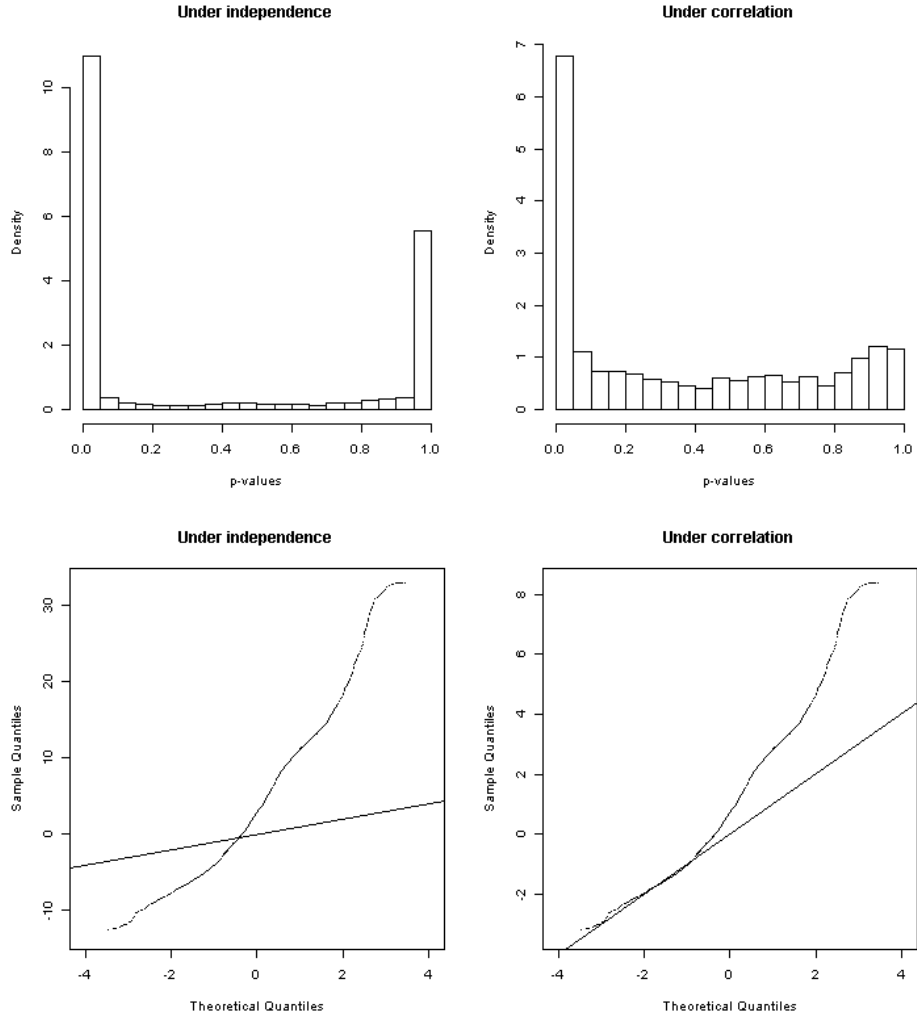 Under independence
Under correlation
10
8
6
4
2
0
Density
0.0 0.2 0.4 0.6 0.8 1.0
p-values
7
6
5
4
3
2
1
0
Density
0.0 0.2 0.4 0.6 0.8 1.0
p-values
Under independence
Under correlation
30
20
10
0
-10
Sample Quantiles
-4 -2 0 2 4
Theoretical Quantiles
8
6
4
2
0
-2
Sample Quantiles
-4 -2 0 2 4
Theoretical Quantiles